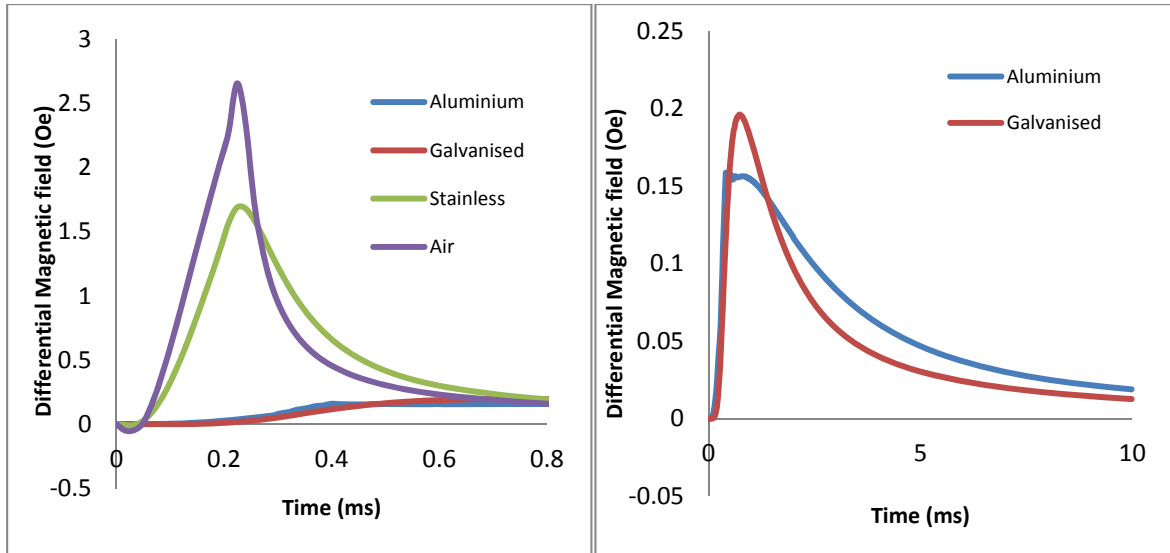 3
2.5
2
1.5
1
0.5
0
-0.5
0
0.2
0.4
0.6
0.8
Differential Magnetic field (Oe)
Time (ms)
Aluminium
Galvanised
Stainless
Air
0.25
0.2
0.15
0.1
0.05
0
-0.05
0
5
10
Differential Magnetic field (Oe)
Time (ms)
Aluminium
Galvanised